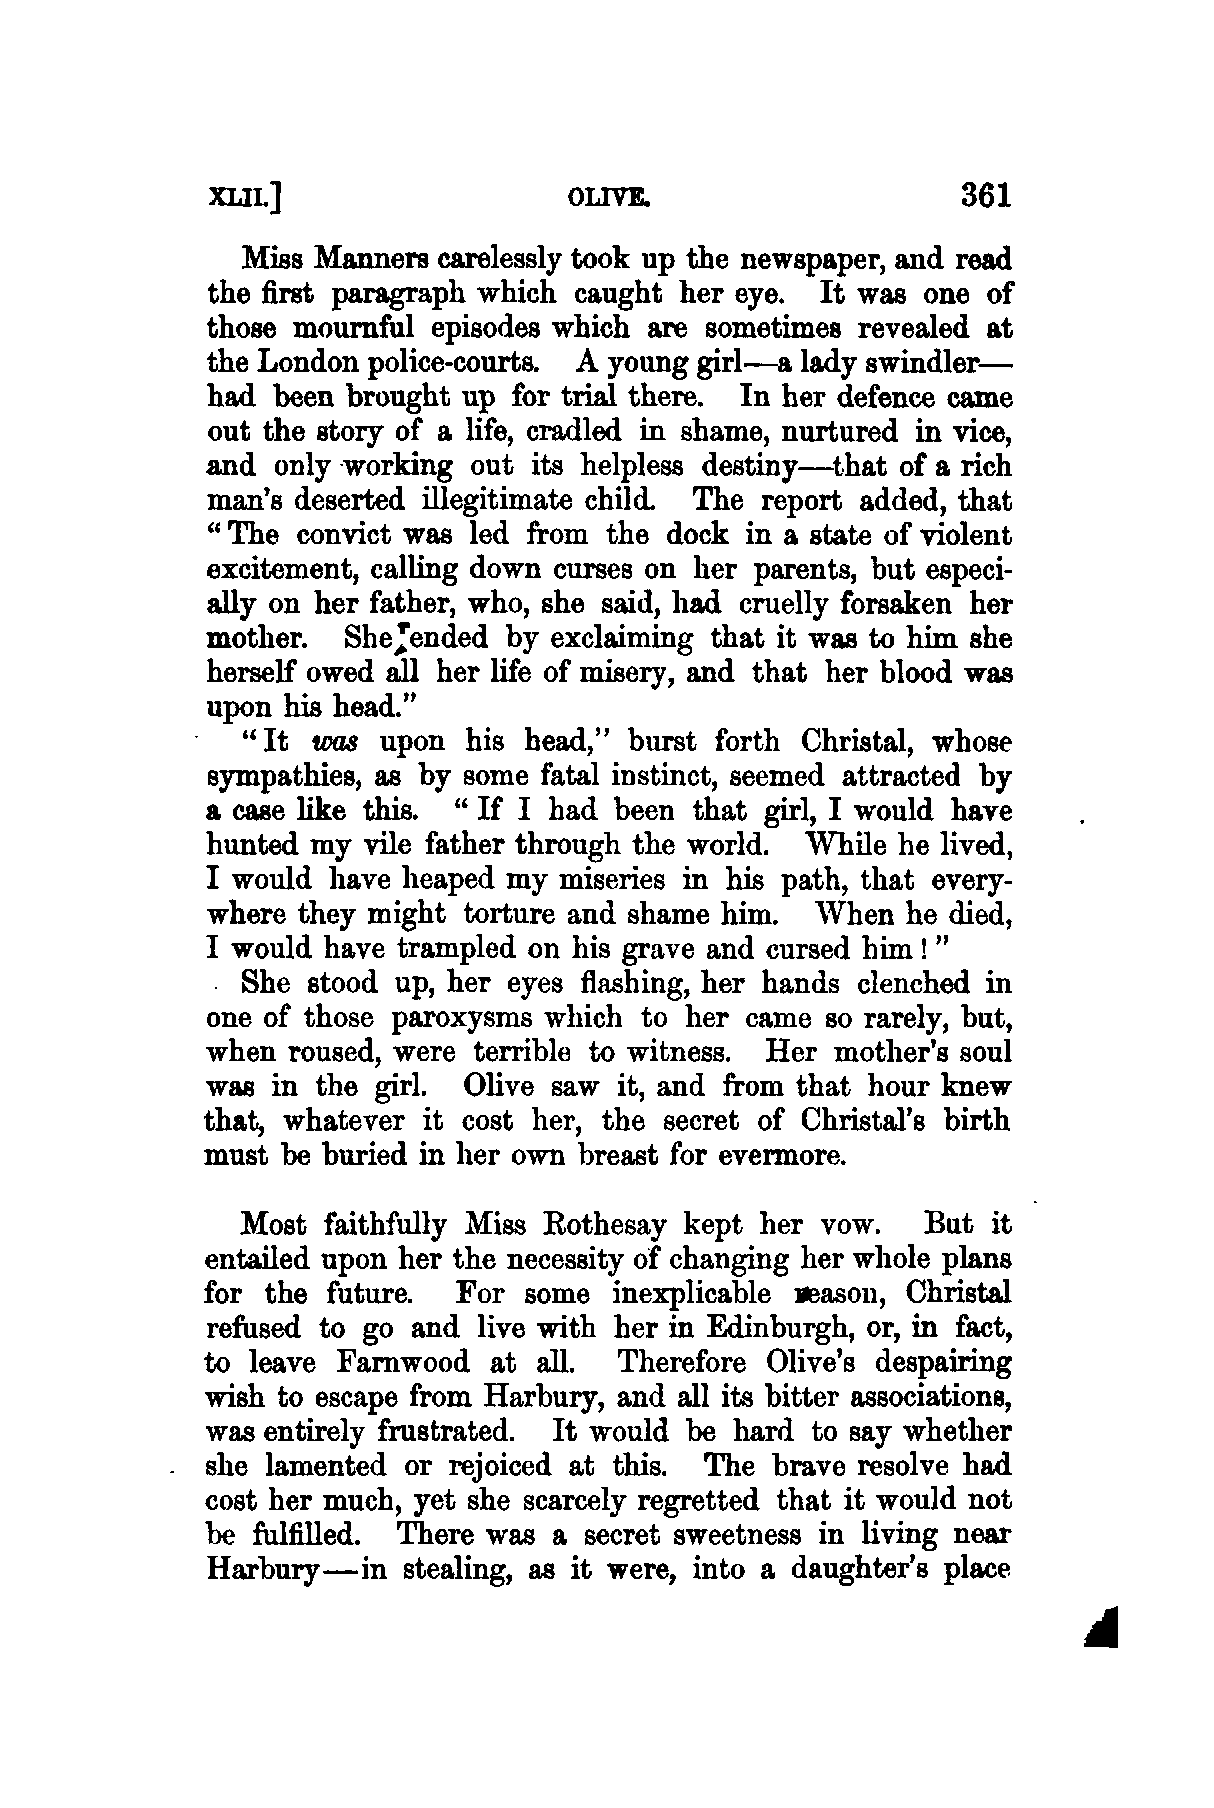 XLII.] OLIVE. 361
Miss Manners carelessly took up the newspaper, and read
the first paragraph which caught her eye. It was one of
those mournful episodes which are sometimes revealed at
the London police-courts. A young girl—a lady swindler—
had been brought up for trial there. In her defence came
out the story of a life, cradled in shame, nurtured in vice,
and only working out its helpless destiny—that of a rich
man's deserted illegitimate child. The report added, that
“The convict was led from the dock in a state of violent
excitement, calling down curses on her parents, but especi-
ally on her father, who, she said, had cruelly forsaken her
mother. She ended by exclaiming that it was to him she
herself owed all her life of misery, and that her blood was
upon his head.”
“It was upon his head,” burst forth Christal, whose
sympathies, as by some fatal instinct, seemed attracted by
a case like this. “If I had been that girl, I would have
hunted my vile father through the world. While he lived,
I would have heaped my miseries in his path, that every-
where they might torture and shame him. When he died,
I would have trampled on his grave and cursed him!”
She stood up, her eyes flashing, her hands clenched in
one of those paroxysms which to her came so rarely, but,
when roused, were terrible to witness. Her mother's soul
was in the girl. Olive saw it, and from that hour knew
that, whatever it cost her, the secret of Christal's birth
must be buried in her own breast for evermore.
Most faithfully Miss Rothesay kept her vow. But it
entailed upon her the necessity of changing her whole plans
for the future. For some inexplicable reason, Christal
refused to go and live with her in Edinburgh, or, in fact,
to leave Farnwood at all. Therefore Olive's despairing
wish to escape from Harbury, and all its bitter associations,
was entirely frustrated. It would be hard to say whether
she lamented or rejoiced at this. The brave resolve had
cost her much, yet she scarcely regretted that it would not
be fulfilled. There was a secret sweetness in living near
Harbury—in stealing, as it were, into a daughter's place